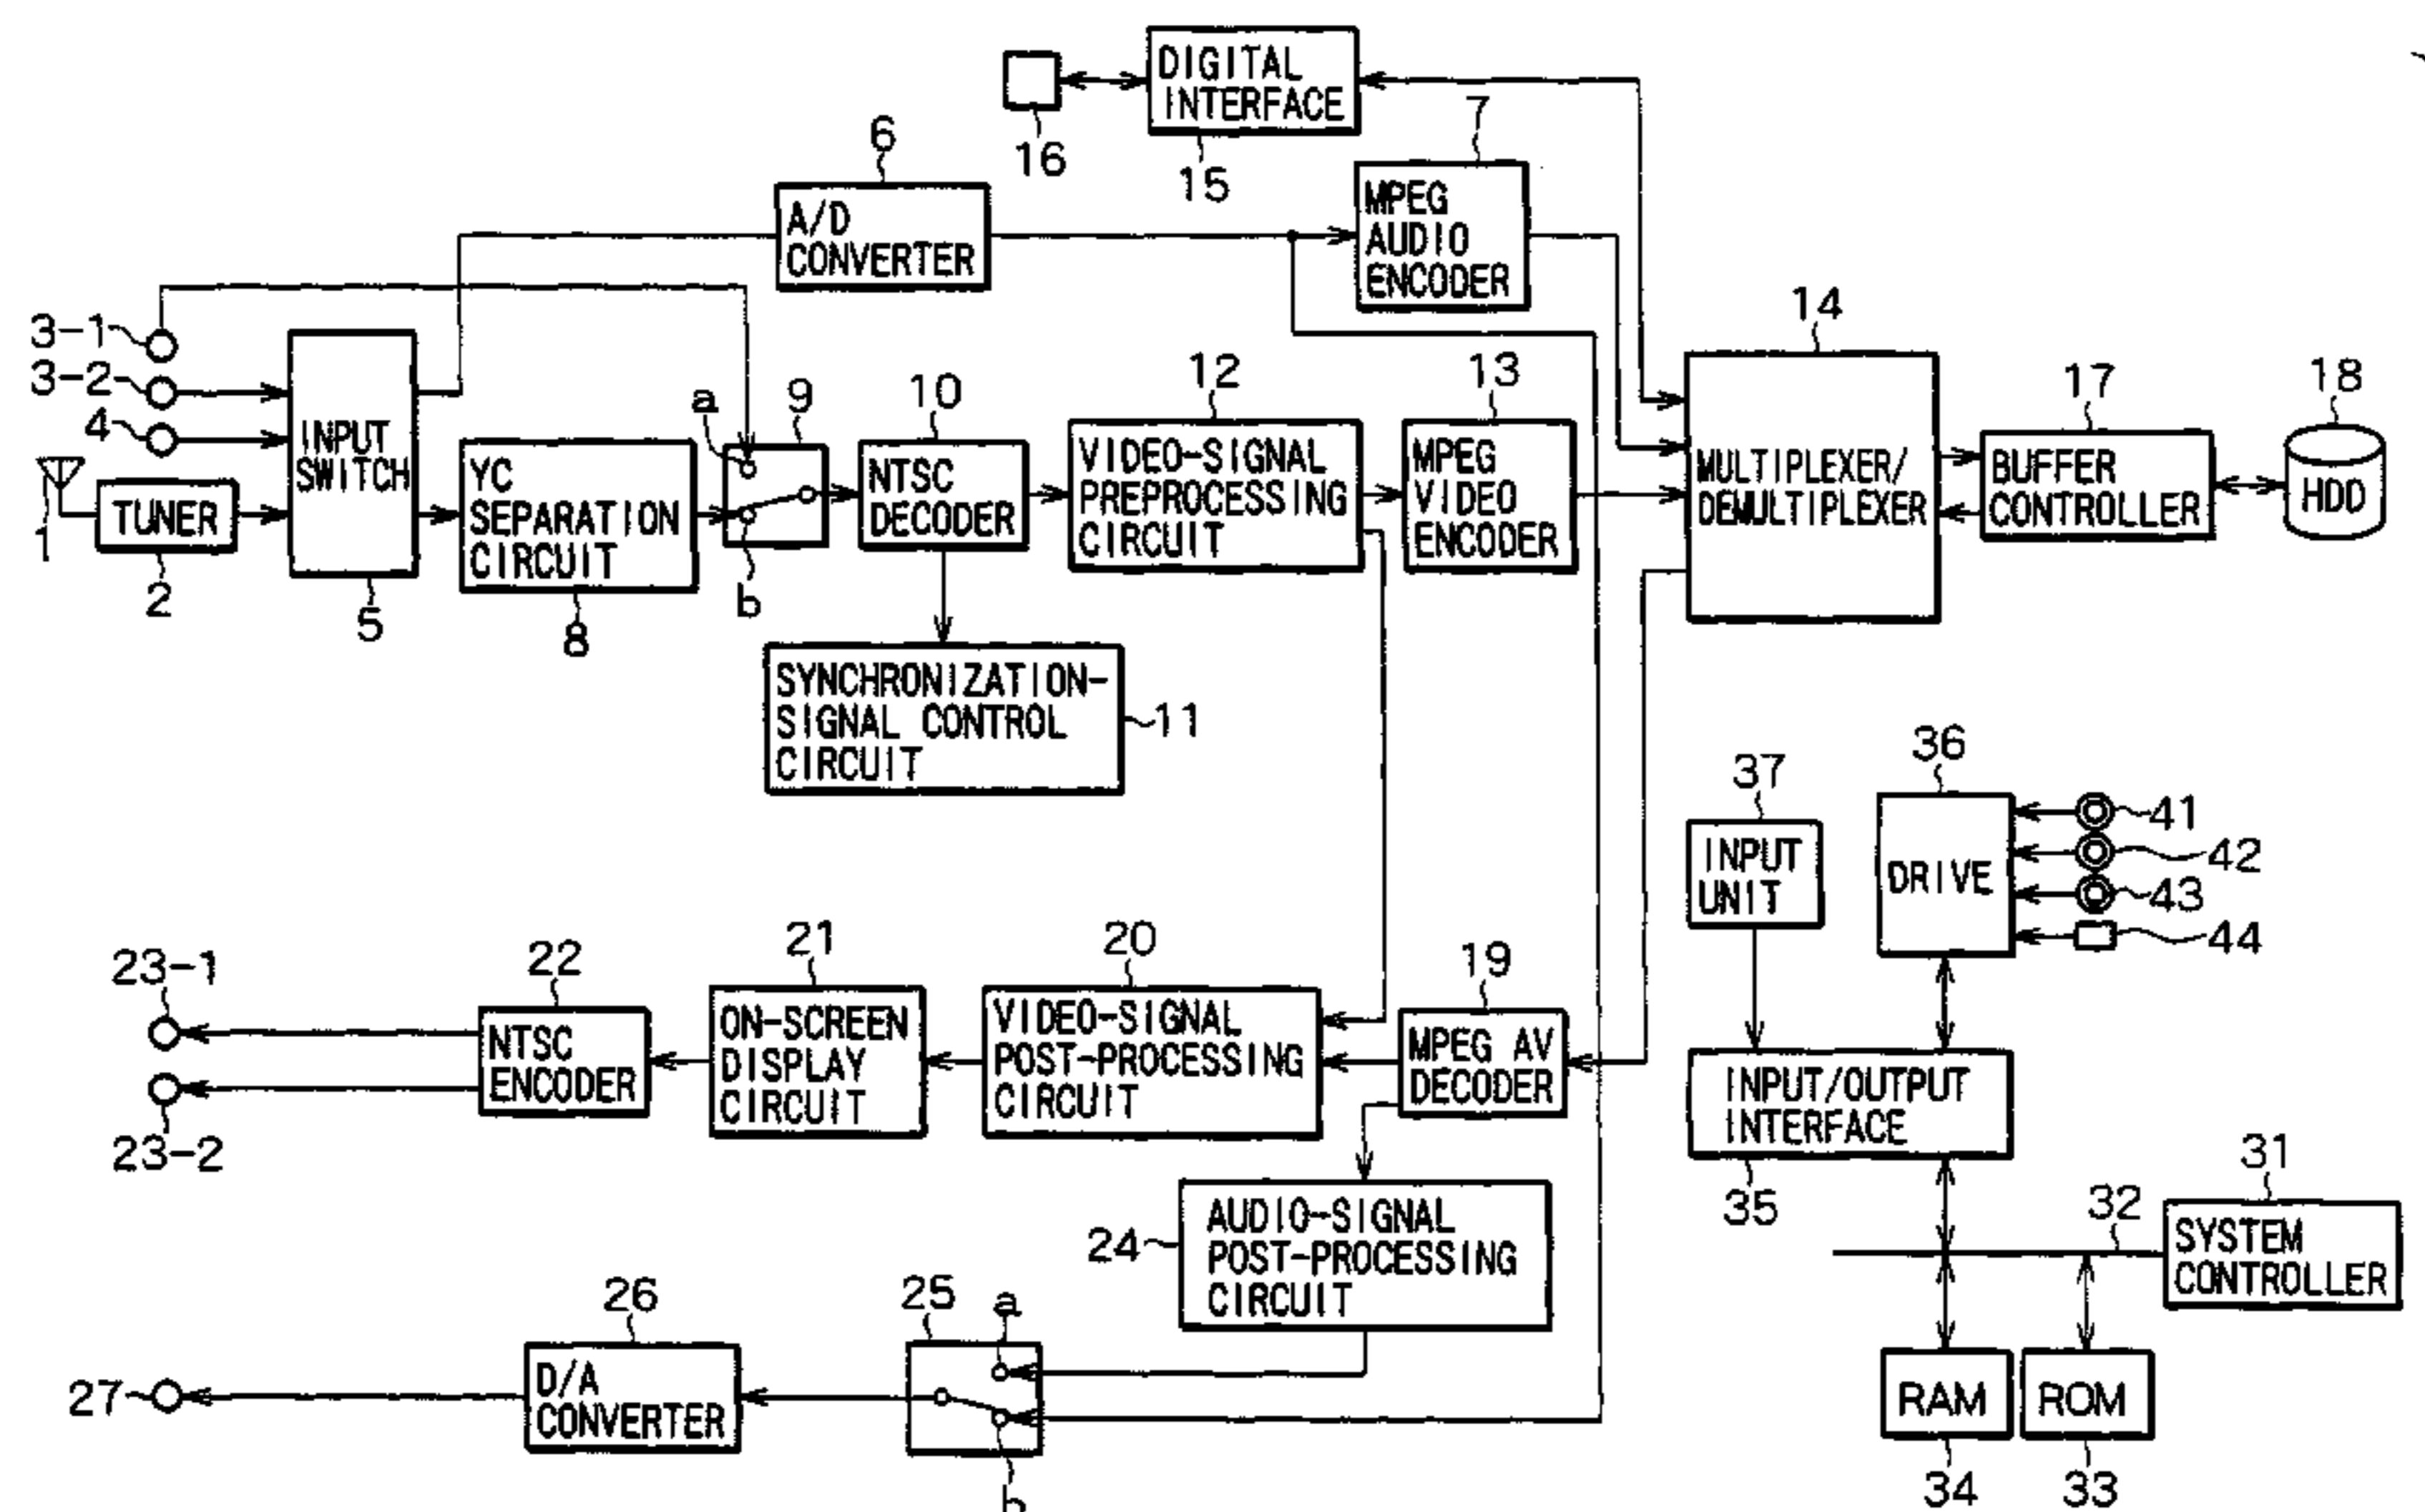 DIGITAL
INTERFACE
16
15
7
6
MPEG
AUDIO
ENCODER
A/D
CONVERTER
3-1
3-2
4
1
TUNER
2
INPUT
SWITCH
5
YC
SEPARATION
CIRCUIT
8
a
9
b
10
NTSC
DECODER
12
VIDEO-SIGNAL
PREPROCESSING
CIRCUIT
13
MPEG
VIDEO
ENCODER
14
MULTIPLEXER/
DEMULTIPLEXER
17
BUFFER
CONTROLLER
18
HDD
SYNCHRONIZATION-
SIGNAL CONTROL
CIRCUIT
11
37
INPUT
UNIT
36
DRIVE
41
42
43
44
23-1
23-2
22
NTSC
ENCODER
21
ON-SCREEN
DISPLAY
CIRCUIT
20
VIDEO-SIGNAL
POST-PROCESSING
CIRCUIT
19
MPEG AV
DECODER
INPUT/OUTPUT
INTERFACE
35
24
AUDIO-SIGNAL
POST-PROCESSING
CIRCUIT
32
31
SYSTEM
CONTROLLER
27
26
D/A
CONVERTER
25
a
b
RAM
34
ROM
33